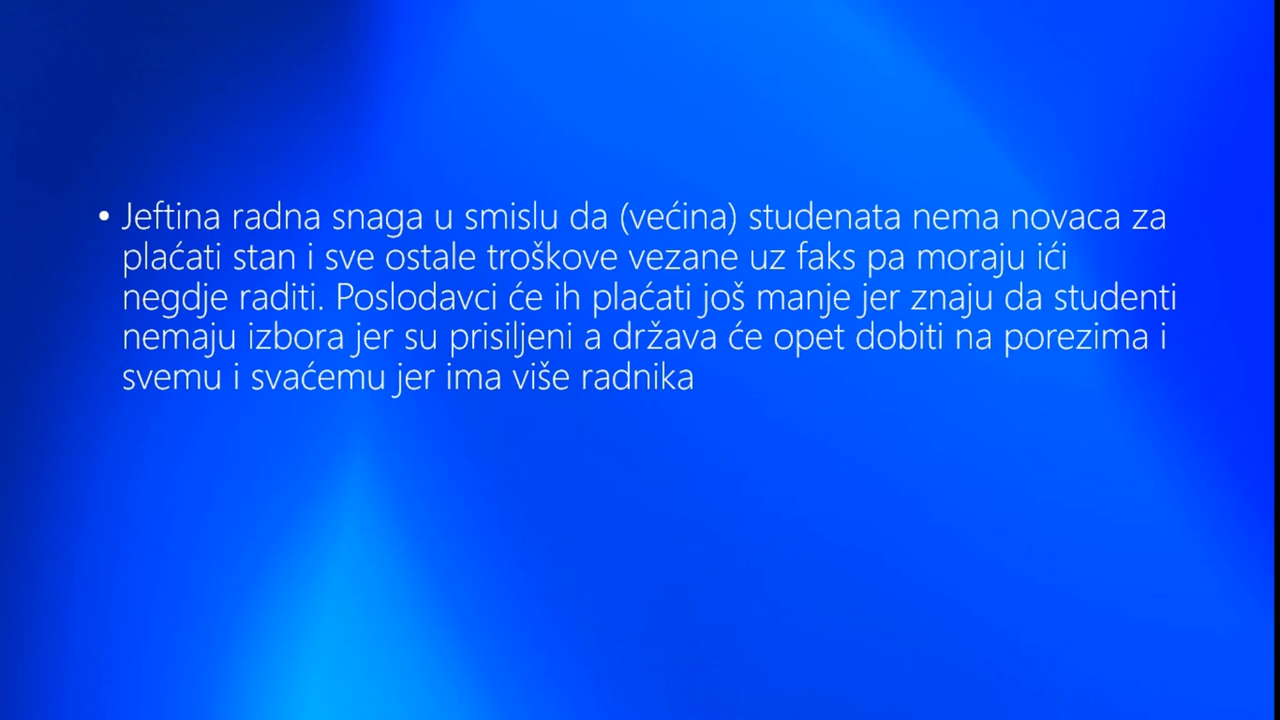 • Jeftina radna snaga u smislu da (većina) studenata nema novaca za
plaćati stan i sve ostale troškove vezane uz faks pa moraju ići
negdje raditi. Poslodavci će ih plaćati još manje jer znaju da studenti
nemaju izbora jer su prisiljeni a država će opet dobiti na porezima i
svemu i svaćemu jer ima više radnika